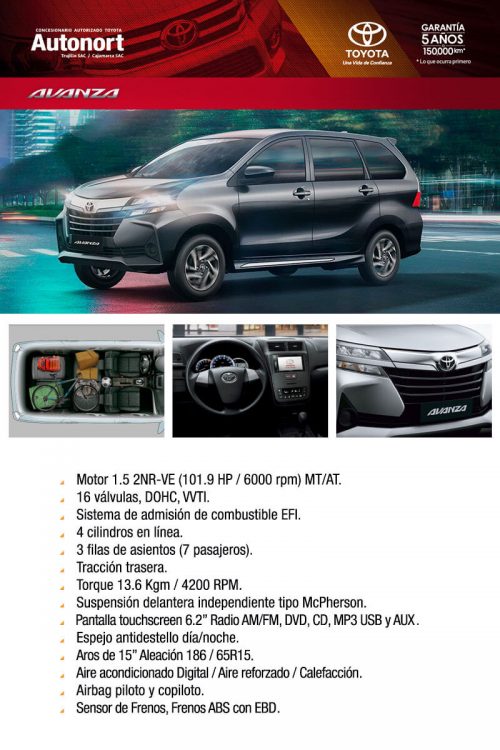 CONCESIONARIO AUTORIZADO TOYOTA
Autonort
Trujillo SAC / Cajamarca SAC
TOYOTA
Una Vida de Confianza
GARANTÍA
5 AÑOS
150000km*
* Lo que ocurra primero
AVANZA
AVANZA
AVANZA
Motor 1.5 2NR-VE (101.9 HP / 6000 rpm) MT/AT.
16 válvulas, DOHC, VVTI.
Sistema de admisión de combustible EFI.
4 cilindros en línea.
3 filas de asientos (7 pasajeros).
Tracción trasera.
Torque 13.6 Kgm / 4200 RPM.
Suspensión delantera independiente tipo McPherson.
Pantalla touchscreen 6.2” Radio AM/FM, DVD, CD, MP3 USB y AUX .
Espejo antidestello día/noche.
Aros de 15” Aleación 186 / 65R15.
Aire acondicionado Digital / Aire reforzado / Calefacción.
Airbag piloto y copiloto.
Sensor de Frenos, Frenos ABS con EBD.